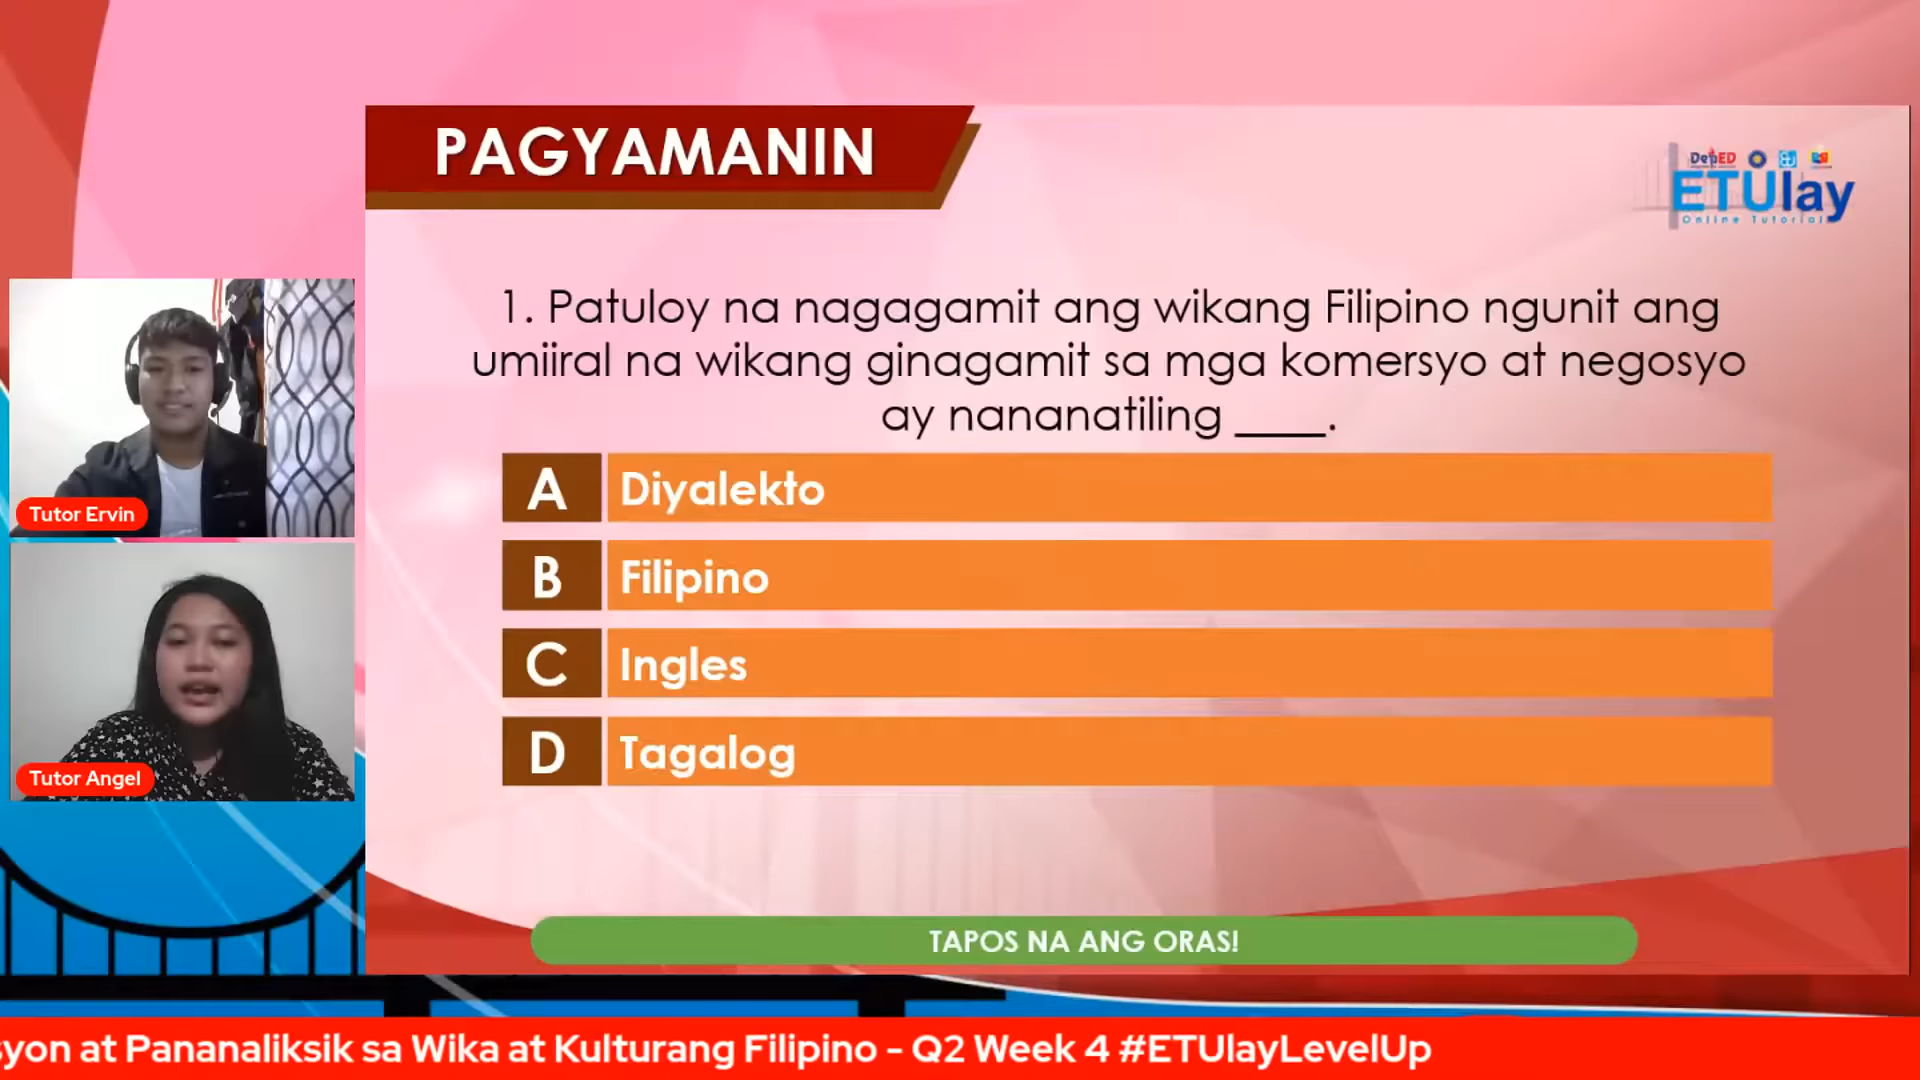 PAGYAMANIN
DepED
ETUlay
Online Tutorial
1. Patuloy na nagagamit ang wikang Filipino ngunit ang
umiiral na wikang ginagamit sa mga komersyo at negosyo
ay nananatiling ____.
A Diyalekto
B Filipino
C Ingles
D Tagalog
Tutor Ervin
Tutor Angel
TAPOS NA ANG ORAS!
syon at Pananaliksik sa Wika at Kulturang Filipino - Q2 Week 4 #ETUlayLevelUp